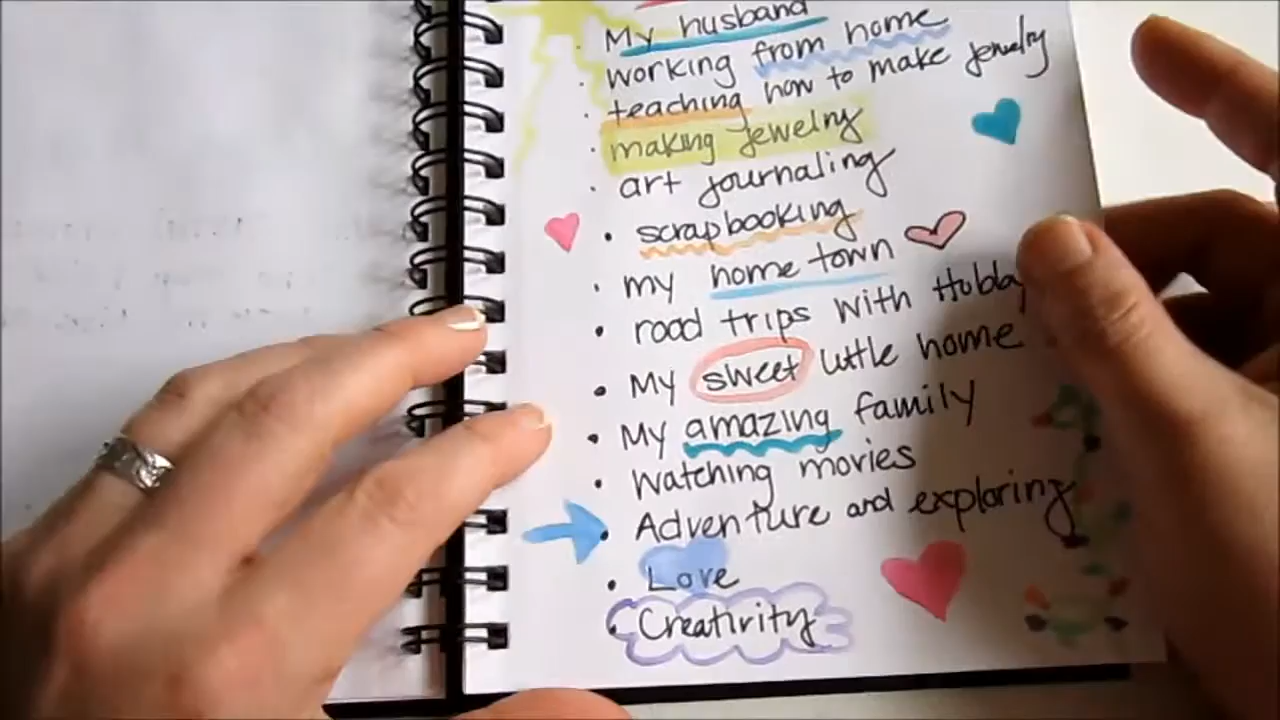 My husband
working from home
teaching how to make jewelry
making jewelry
art journaling
scrapbooking
my home town
road trips with Hubby
My sweet little home
My amazing family
Watching movies
Adventure and exploring
Love
Creativity